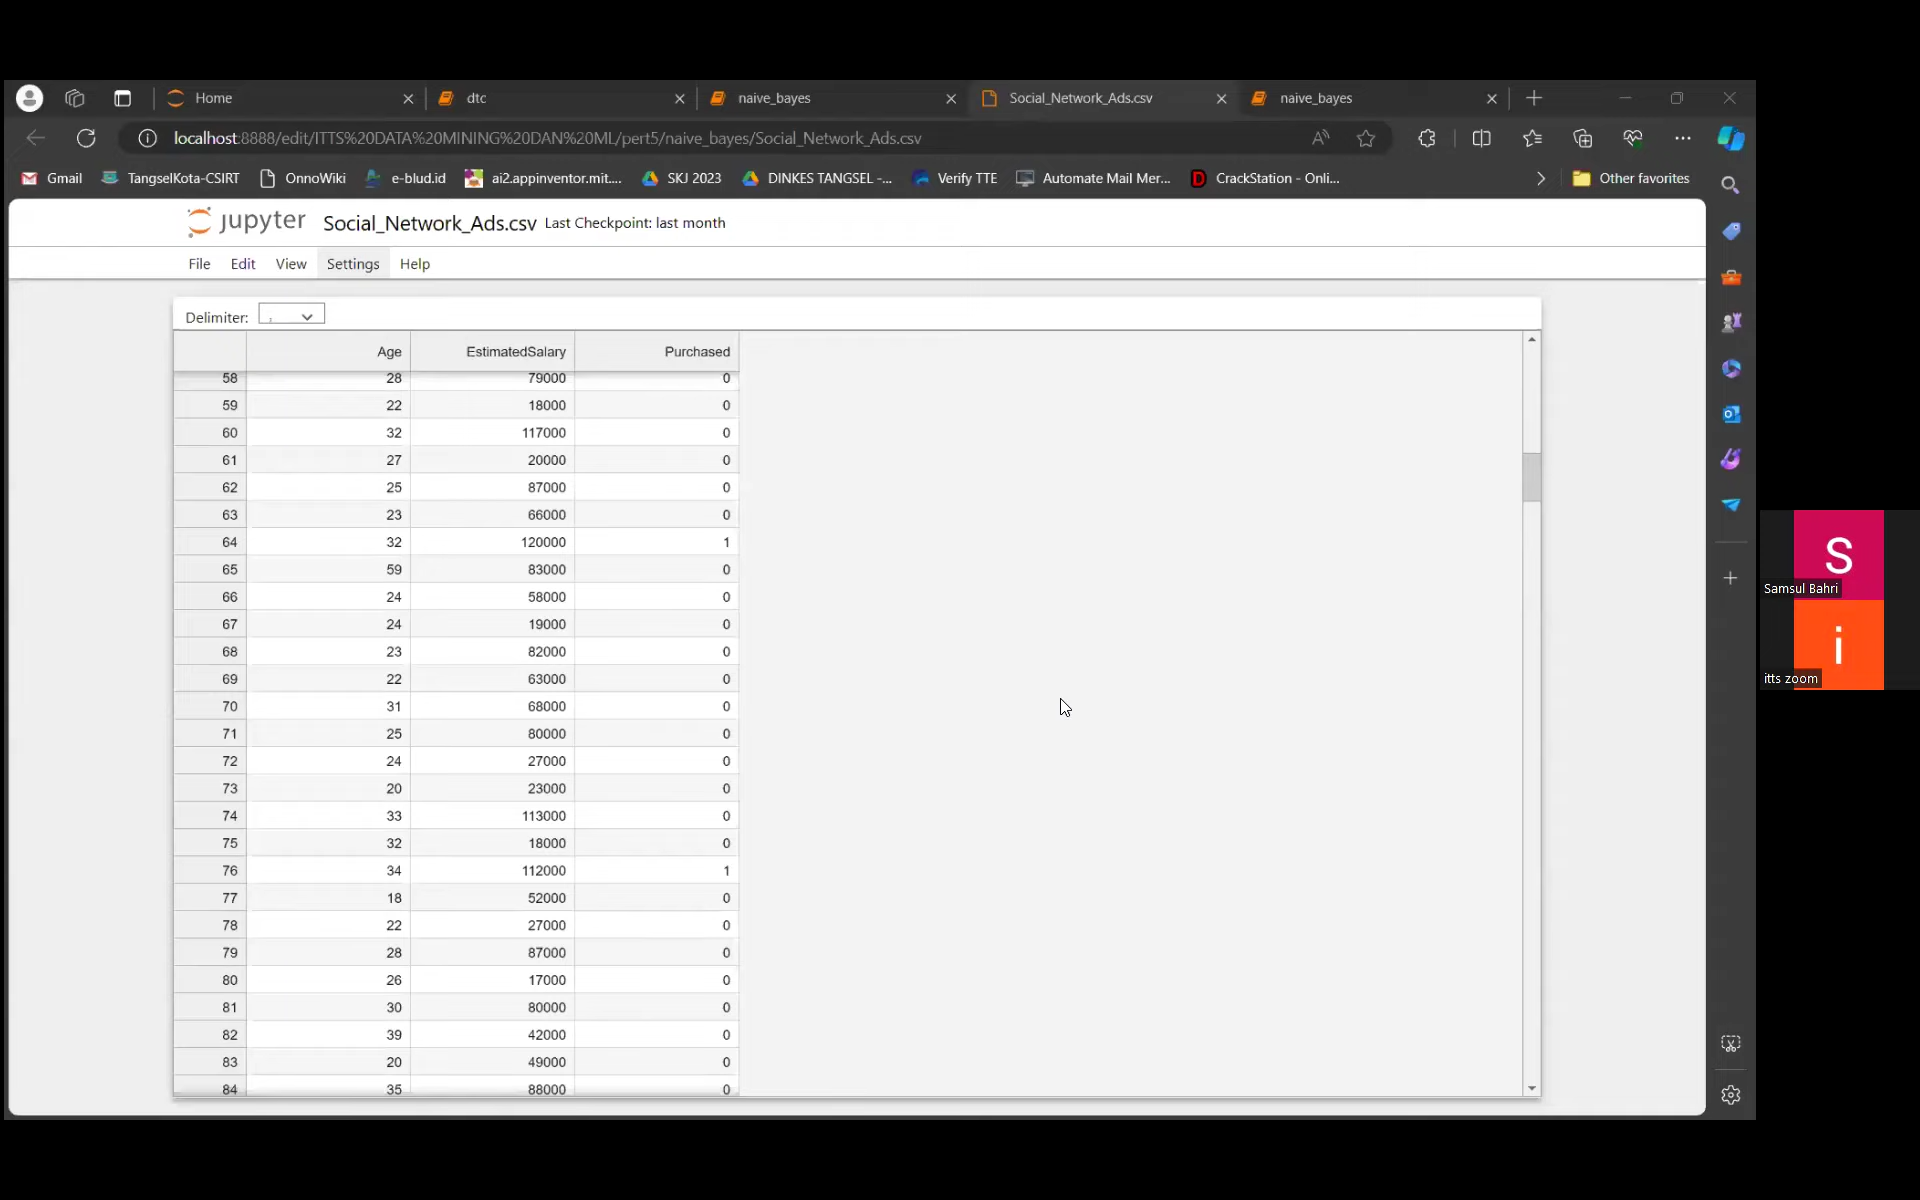 Home
dtc
naive_bayes
Social_Network_Ads.csv
naive_bayes
localhost:8888/edit/ITTS%20DATA%20MINING%20DAN%20ML/pert5/naive_bayes/Social_Network_Ads.csv
Gmail
TangselKota-CSIRT
OnnoWiki
e-blud.id
ai2.appinventor.mit....
SKJ 2023
DINKES TANGSEL -...
Verify TTE
Automate Mail Mer...
D
CrackStation - Onli...
Other favorites
jupyter Social_Network_Ads.csv Last Checkpoint: last month
File Edit View Settings Help
Delimiter: ,
Age EstimatedSalary Purchased
58 28 79000 0
59 22 18000 0
60 32 117000 0
61 27 20000 0
62 25 87000 0
63 23 66000 0
64 32 120000 1
65 59 83000 0
66 24 58000 0
67 24 19000 0
68 23 82000 0
69 22 63000 0
70 31 68000 0
71 25 80000 0
72 24 27000 0
73 20 23000 0
74 33 113000 0
75 32 18000 0
76 34 112000 1
77 18 52000 0
78 22 27000 0
79 28 87000 0
80 26 17000 0
81 30 80000 0
82 39 42000 0
83 20 49000 0
84 35 88000 0
S
Samsul Bahri
i
itts zoom